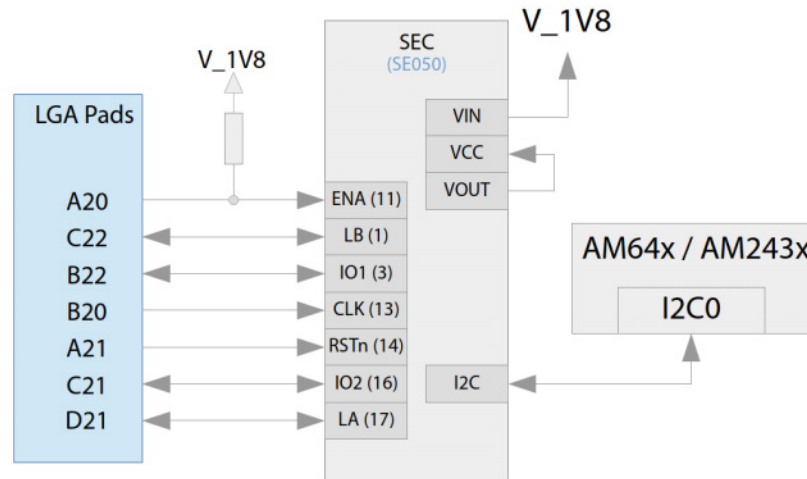 V_1V8
SEC
(SE050)
V_1V8
LGA Pads
VIN
VCC
VOUT
A20
ENA (11)
C22
LB (1)
B22
IO1 (3)
B20
CLK (13)
A21
RSTn (14)
C21
IO2 (16)
D21
LA (17)
I2C
AM64x / AM243x
I2C0